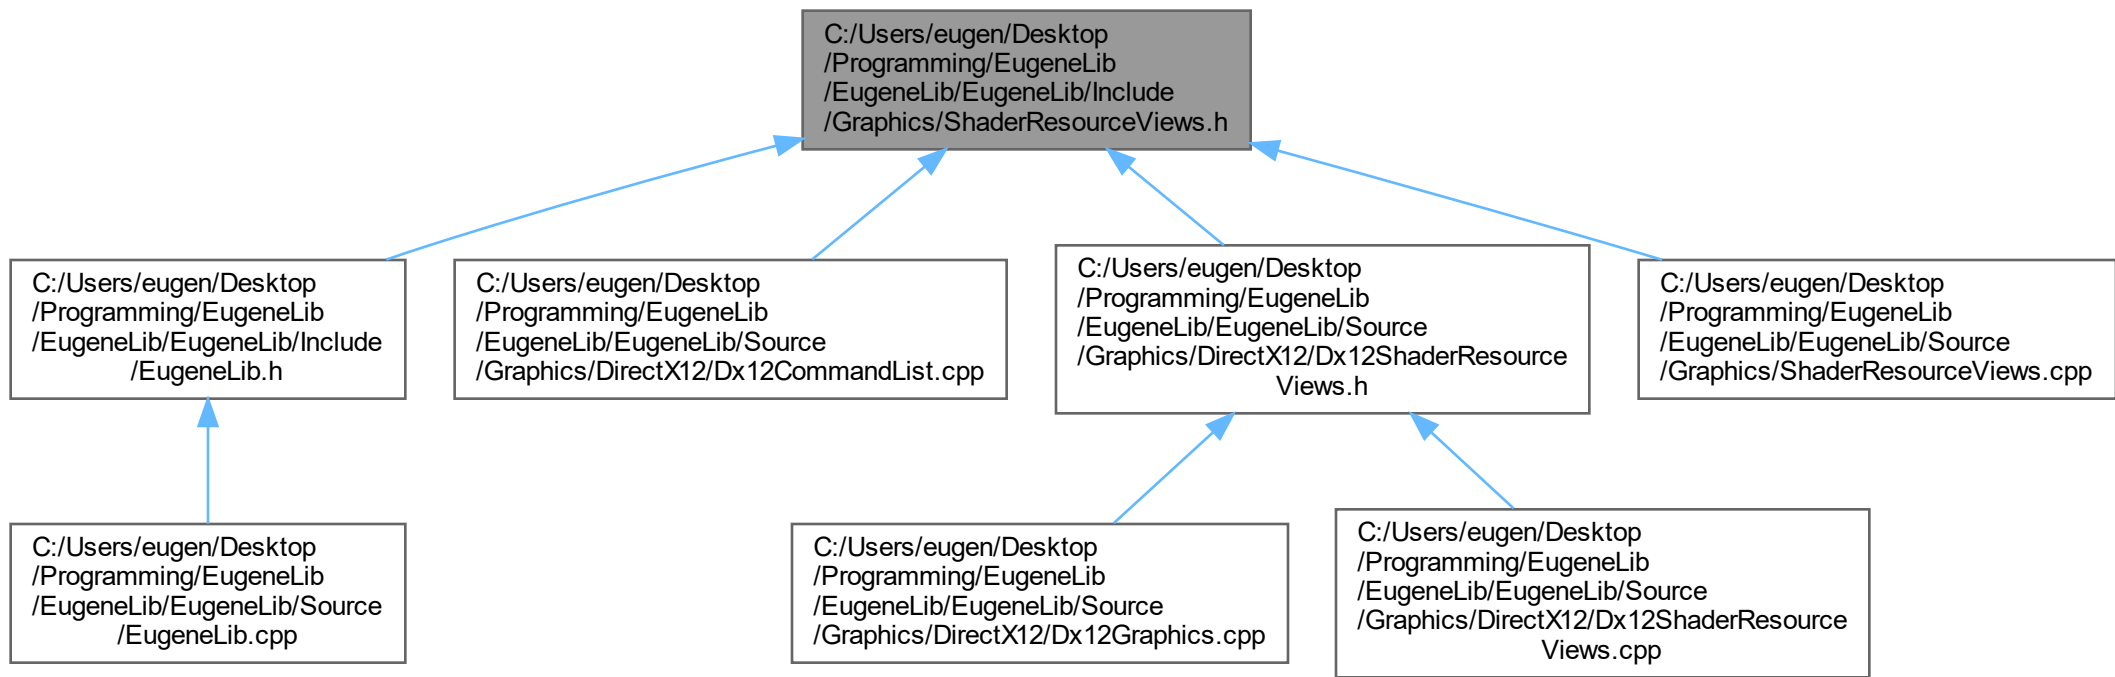 C:/Users/eugen/Desktop
/Programming/EugeneLib
/EugeneLib/EugeneLib/Include
/Graphics/ShaderResourceViews.h
C:/Users/eugen/Desktop
/Programming/EugeneLib
/EugeneLib/EugeneLib/Include
/EugeneLib.h
C:/Users/eugen/Desktop
/Programming/EugeneLib
/EugeneLib/EugeneLib/Source
/Graphics/DirectX12/Dx12CommandList.cpp
C:/Users/eugen/Desktop
/Programming/EugeneLib
/EugeneLib/EugeneLib/Source
/Graphics/DirectX12/Dx12ShaderResource
Views.h
C:/Users/eugen/Desktop
/Programming/EugeneLib
/EugeneLib/EugeneLib/Source
/Graphics/ShaderResourceViews.cpp
C:/Users/eugen/Desktop
/Programming/EugeneLib
/EugeneLib/EugeneLib/Source
/EugeneLib.cpp
C:/Users/eugen/Desktop
/Programming/EugeneLib
/EugeneLib/EugeneLib/Source
/Graphics/DirectX12/Dx12Graphics.cpp
C:/Users/eugen/Desktop
/Programming/EugeneLib
/EugeneLib/EugeneLib/Source
/Graphics/DirectX12/Dx12ShaderResource
Views.cpp